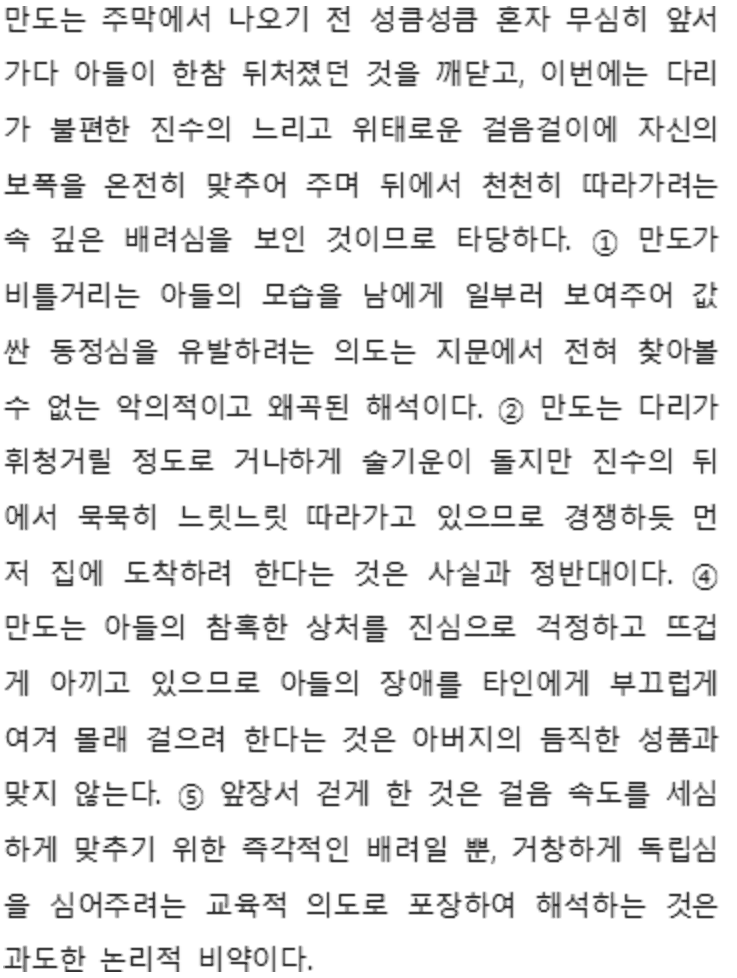 만도는 주막에서 나오기 전 성큼성큼 혼자 무심히 앞서
가다 아들이 한참 뒤처졌던 것을 깨닫고, 이번에는 다리
가 불편한 진수의 느리고 위태로운 걸음걸이에 자신의
보폭을 온전히 맞추어 주며 뒤에서 천천히 따라가려는
속 깊은 배려심을 보인 것이므로 타당하다. ① 만도가
비틀거리는 아들의 모습을 남에게 일부러 보여주어 값
싼 동정심을 유발하려는 의도는 지문에서 전혀 찾아볼
수 없는 악의적이고 왜곡된 해석이다. ② 만도는 다리가
휘청거릴 정도로 거나하게 술기운이 돌지만 진수의 뒤
에서 묵묵히 느릿느릿 따라가고 있으므로 경쟁하듯 먼
저 집에 도착하려 한다는 것은 사실과 정반대이다. ④
만도는 아들의 참혹한 상처를 진심으로 걱정하고 뜨겁
게 아끼고 있으므로 아들의 장애를 타인에게 부끄럽게
여겨 몰래 걸으려 한다는 것은 아버지의 듬직한 성품과
맞지 않는다. ⑤ 앞장서 걷게 한 것은 걸음 속도를 세심
하게 맞추기 위한 즉각적인 배려일 뿐, 거창하게 독립심
을 심어주려는 교육적 의도로 포장하여 해석하는 것은
과도한 논리적 비약이다.